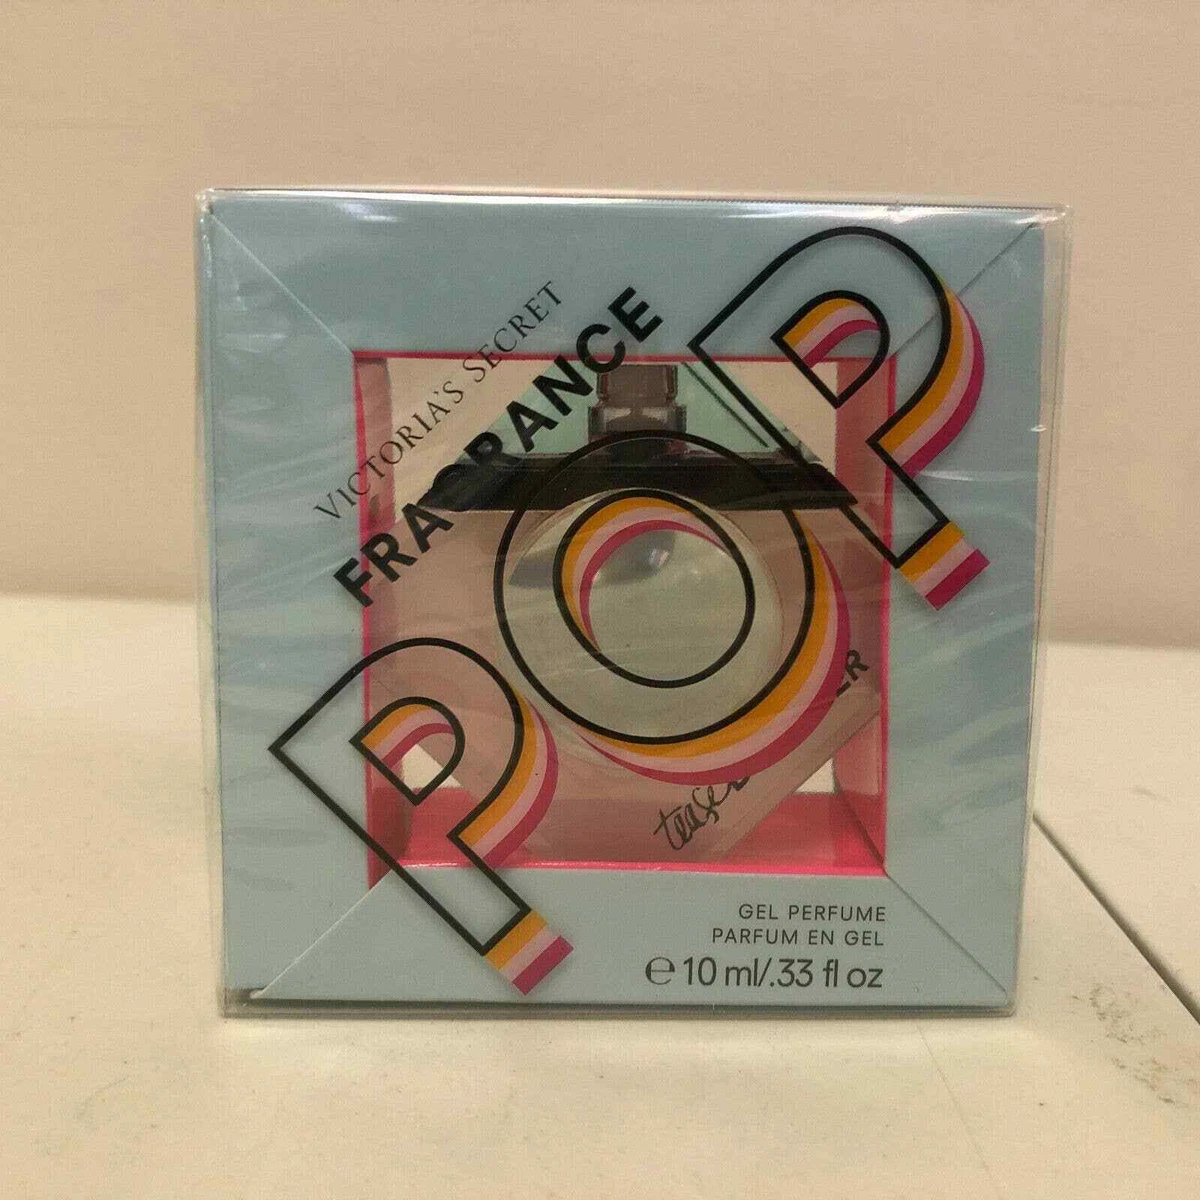 VICTORIA'S SECRET
FRAGRANCE
POP
GEL PERFUME
PARFUM EN GEL
℮ 10 ml/.33 fl oz